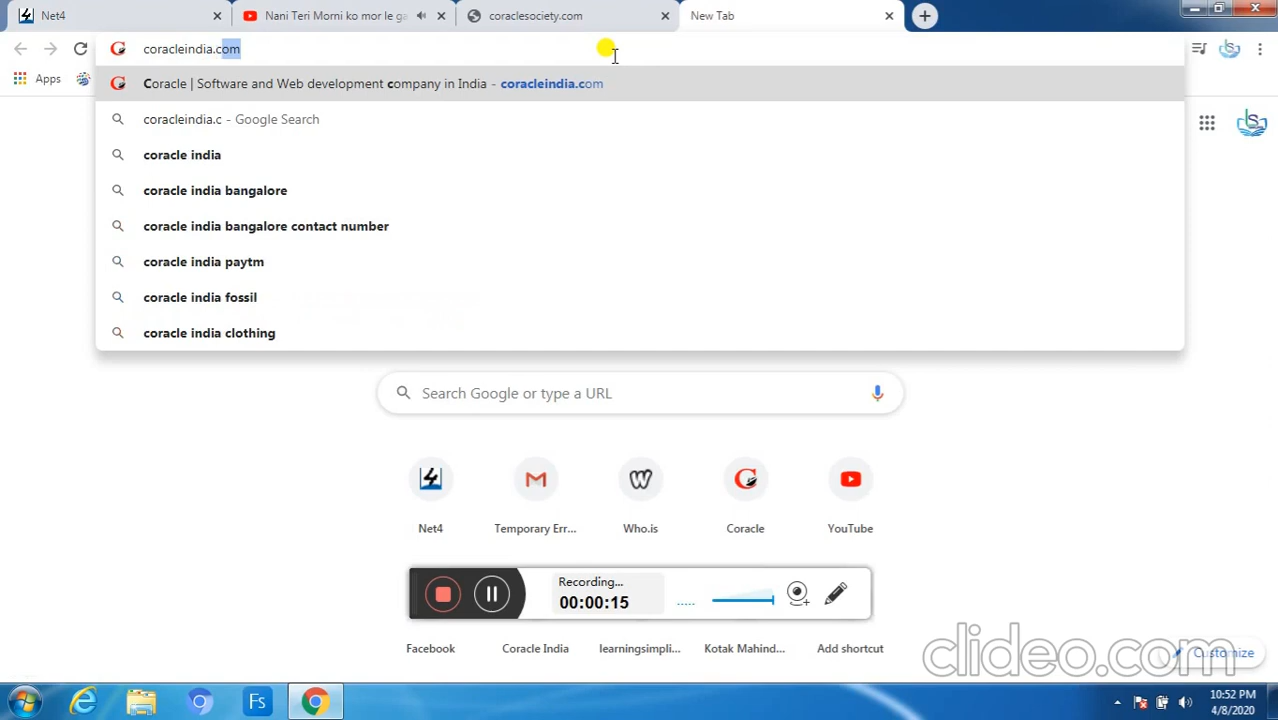 Net4
Nani Teri Morni ko mor le ga
coraclesociety.com
New Tab
coracleindia.com
Apps
Coracle | Software and Web development company in India - coracleindia.com
coracleindia.c - Google Search
coracle india
coracle india bangalore
coracle india bangalore contact number
coracle india paytm
coracle india fossil
coracle india clothing
Search Google or type a URL
Net4
Temporary Err...
Who.is
Coracle
YouTube
Recording...
00:00:15
Facebook
Coracle India
learningsimpli...
Kotak Mahind...
Add shortcut
Customize
clideo.com
Fs
10:52 PM
4/8/2020